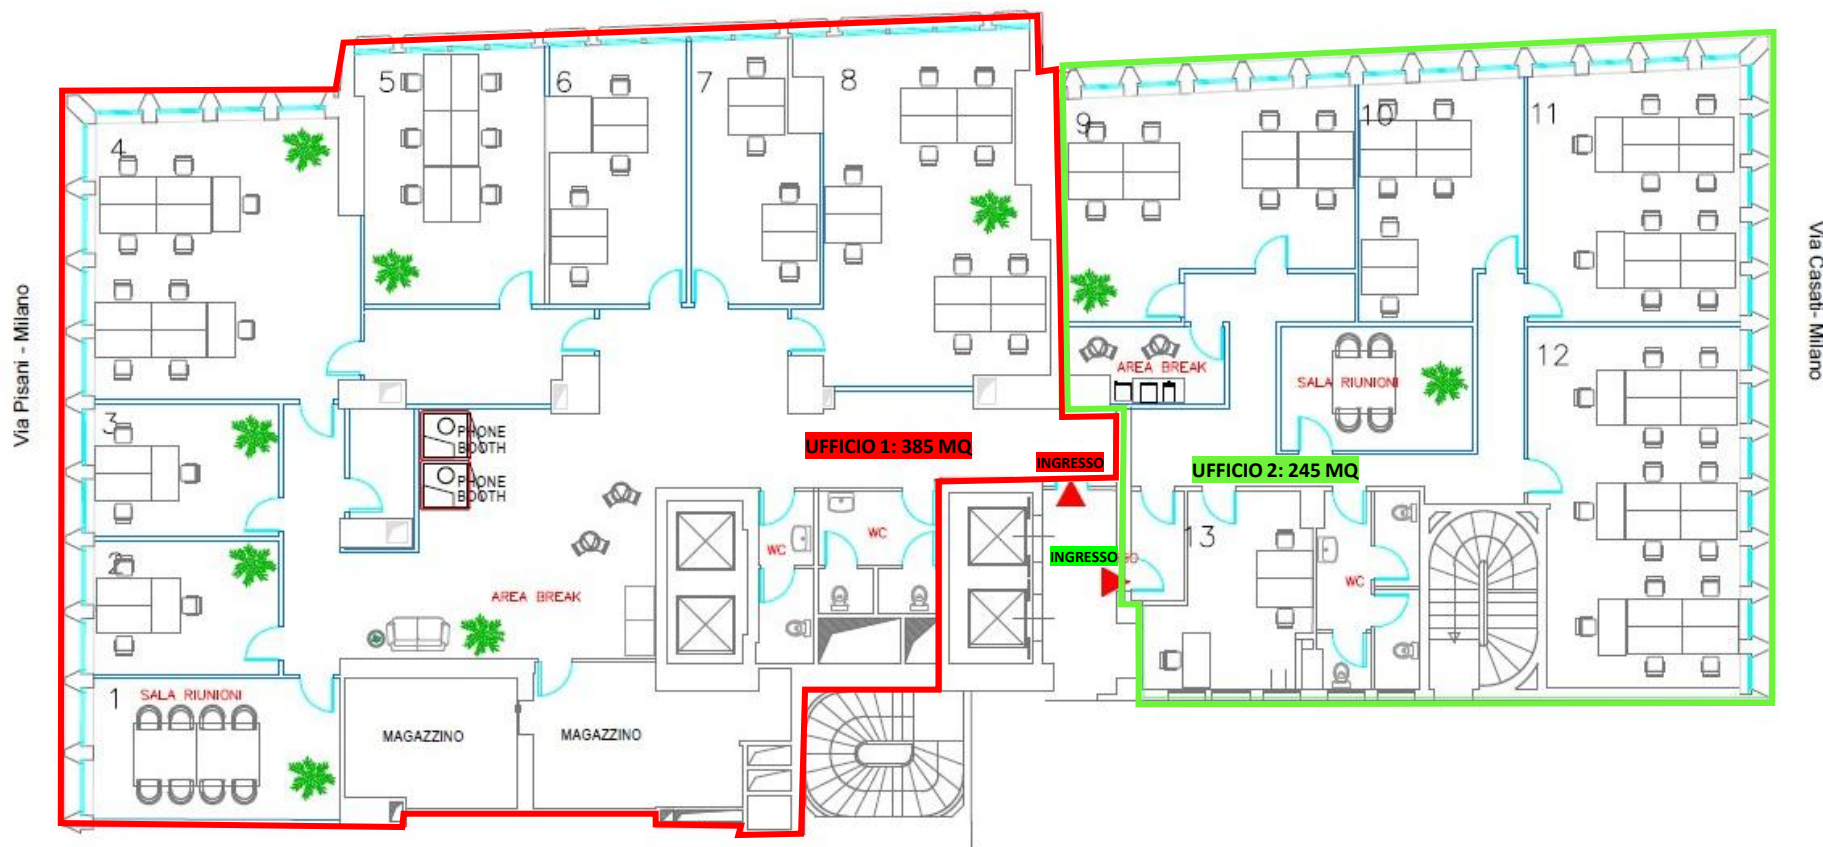 5
6
7
8
9
10
11
4
Via Pisani - Milano
Via Casati- Milano
12
AREA BREAK
SALA RIUNIONI
3
PHONE
BOOTH
UFFICIO 1: 385 MQ
INGRESSO
UFFICIO 2: 245 MQ
PHONE
BOOTH
WC
WC
13
INGRESSO
2
WC
AREA BREAK
1
SALA RIUNIONI
MAGAZZINO
MAGAZZINO